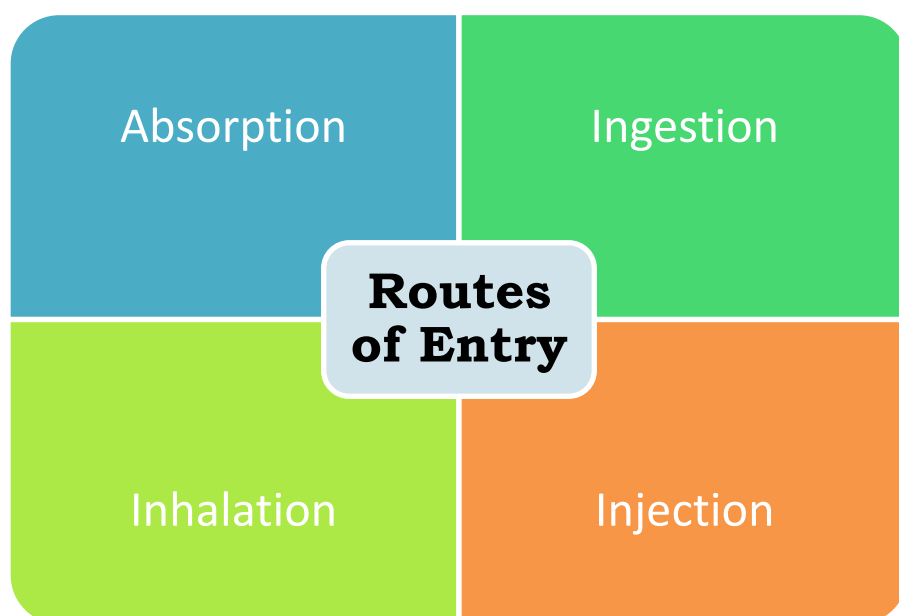 Absorption
Ingestion
Routes
of Entry
Inhalation
Injection